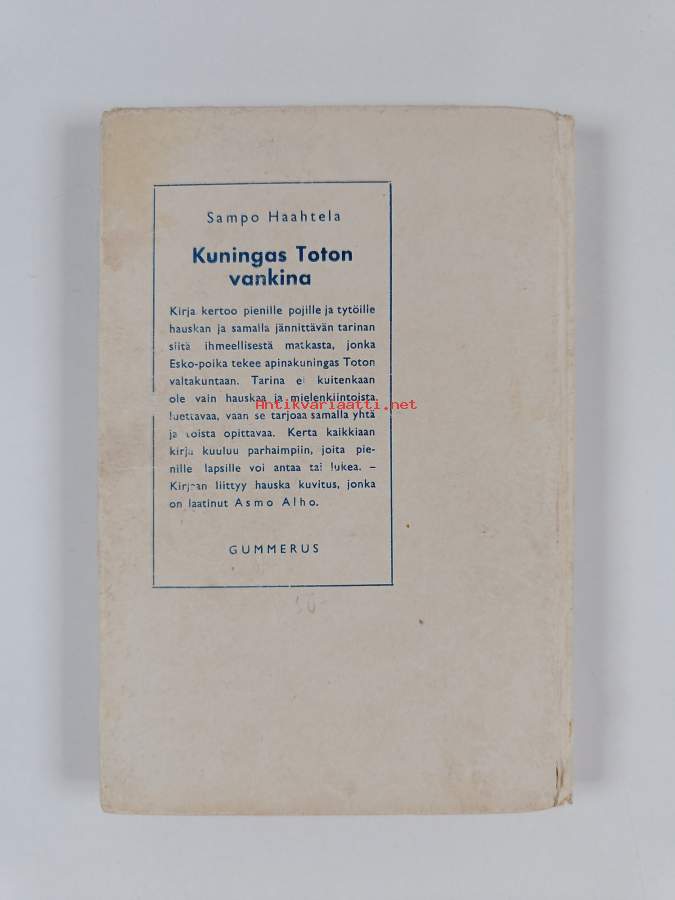 Sampo Haahtela
Kuningas Toton
vankina
Kirja kertoo pienille pojille ja tytöille
hauskan ja samalla jännittävän tarinan
siitä ihmeellisestä matkasta, jonka
Esko-poika tekee apinakuningas Toton
valtakuntaan. Tarina ei kuitenkaan
ole vain hauskaa ja mielenkiintoista
Antikvariaatti.net
luettavaa, vaan se tarjoaa samalla yhtä
ja toista opittavaa. Kerta kaikkiaan
kirja kuuluu parhaimpiin, joita pie-
nille lapsille voi antaa tai lukea. –
Kirjaan liittyy hauska kuvitus, jonka
on laatinut Asmo Alho.
GUMMERUS